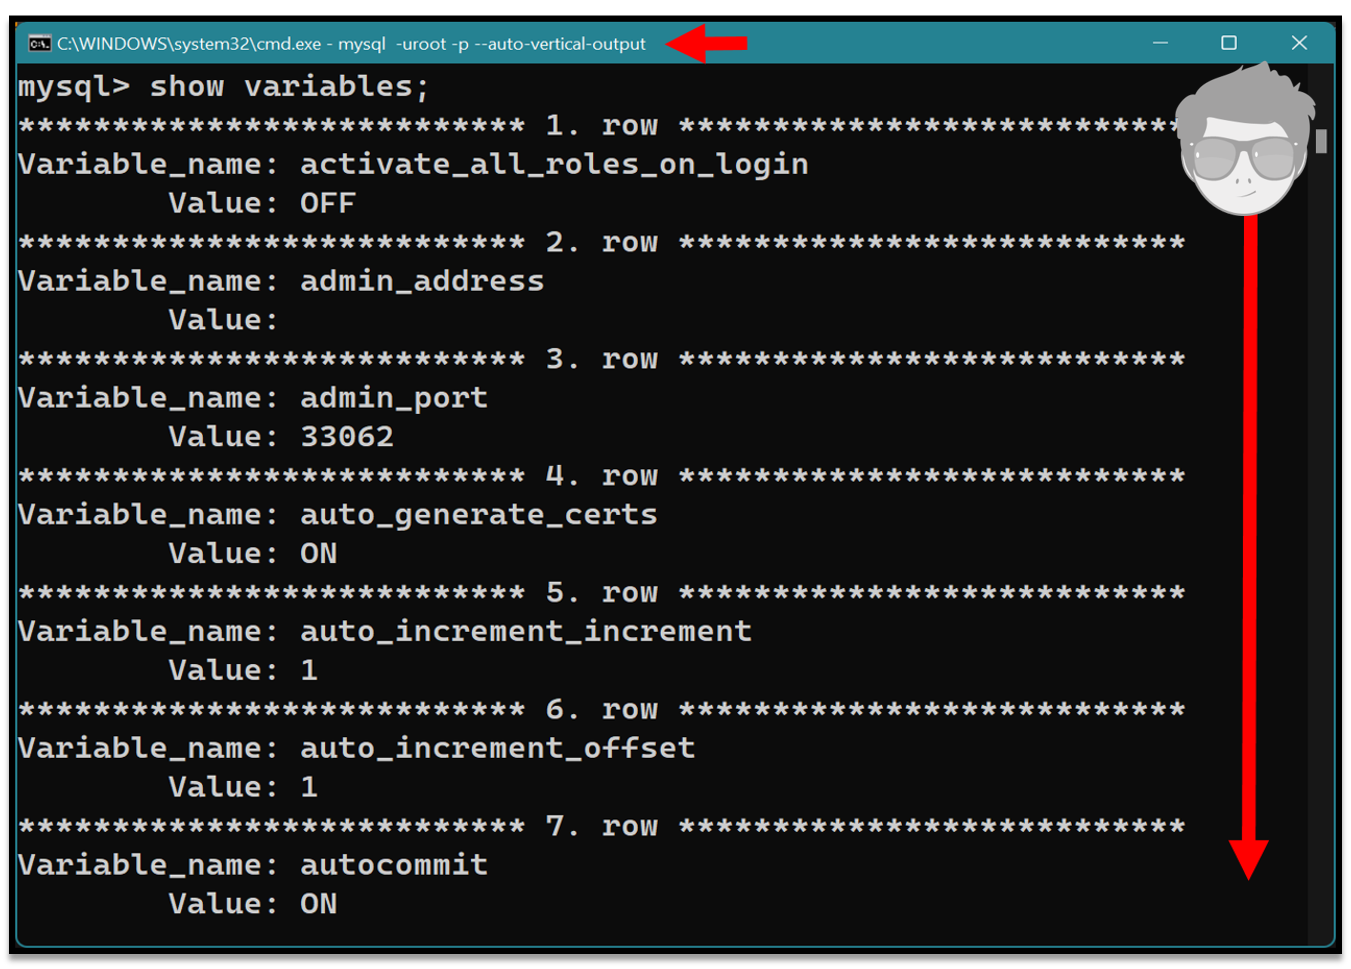 C:\WINDOWS\system32\cmd.exe - mysql  -uroot -p --auto-vertical-output
mysql> show variables;
*************************** 1. row ***************************
Variable_name: activate_all_roles_on_login
        Value: OFF
*************************** 2. row ***************************
Variable_name: admin_address
        Value:
*************************** 3. row ***************************
Variable_name: admin_port
        Value: 33062
*************************** 4. row ***************************
Variable_name: auto_generate_certs
        Value: ON
*************************** 5. row ***************************
Variable_name: auto_increment_increment
        Value: 1
*************************** 6. row ***************************
Variable_name: auto_increment_offset
        Value: 1
*************************** 7. row ***************************
Variable_name: autocommit
        Value: ON